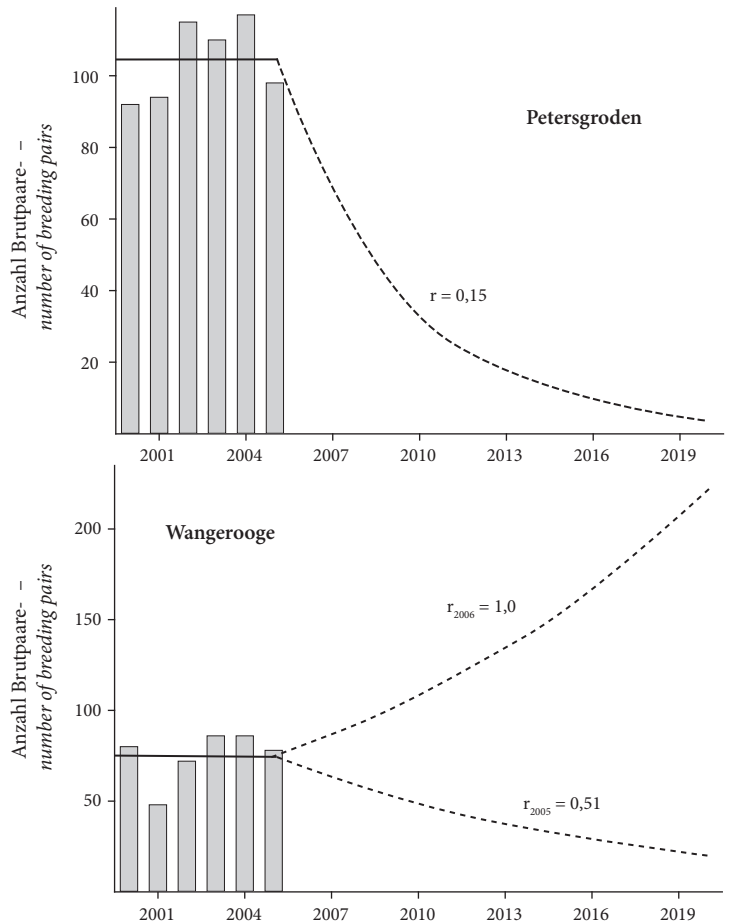 Anzahl Brutpaare- –
number of breeding pairs
100
80
60
40
20
Petersgroden
r = 0,15
2001 2004 2007 2010 2013 2016 2019
Anzahl Brutpaare- –
number of breeding pairs
200
150
100
50
Wangerooge
r2006 = 1,0
r2005 = 0,51
2001 2004 2007 2010 2013 2016 2019